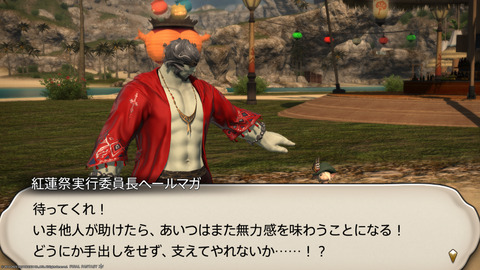 紅蓮祭実行委員長ヘールマガ
待ってくれ！
いま他人が助けたら、あいつはまた無力感を味わうことになる！
どうにか手出しをせず、支えてやれないか……！？